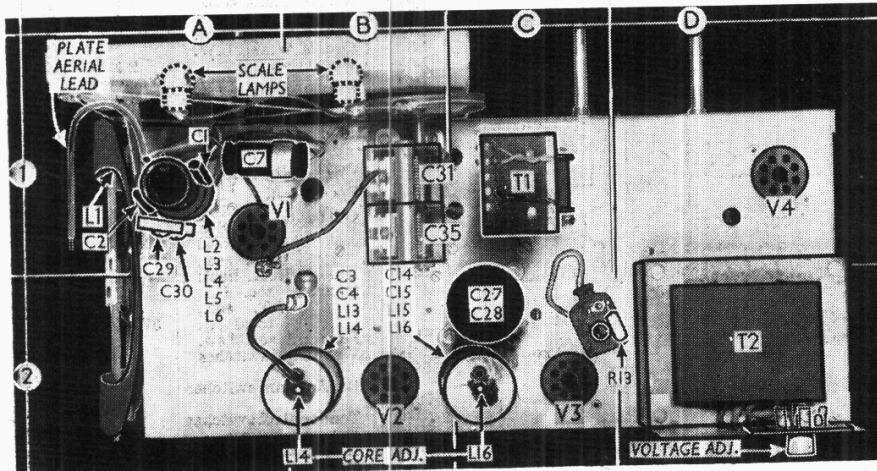 A
B
C
D
PLATE
AERIAL
LEAD
SCALE
LAMPS
C1
C7
1
C31
T1
L1
V1
V4
C2
C35
L2
L3
L4
L5
L6
C29
C30
C3
C4
L13
L14
C14
C15
L15
L16
C27
C28
T2
R13
2
V2
V3
L14
CORE ADJ.
L16
VOLTAGE ADJ.